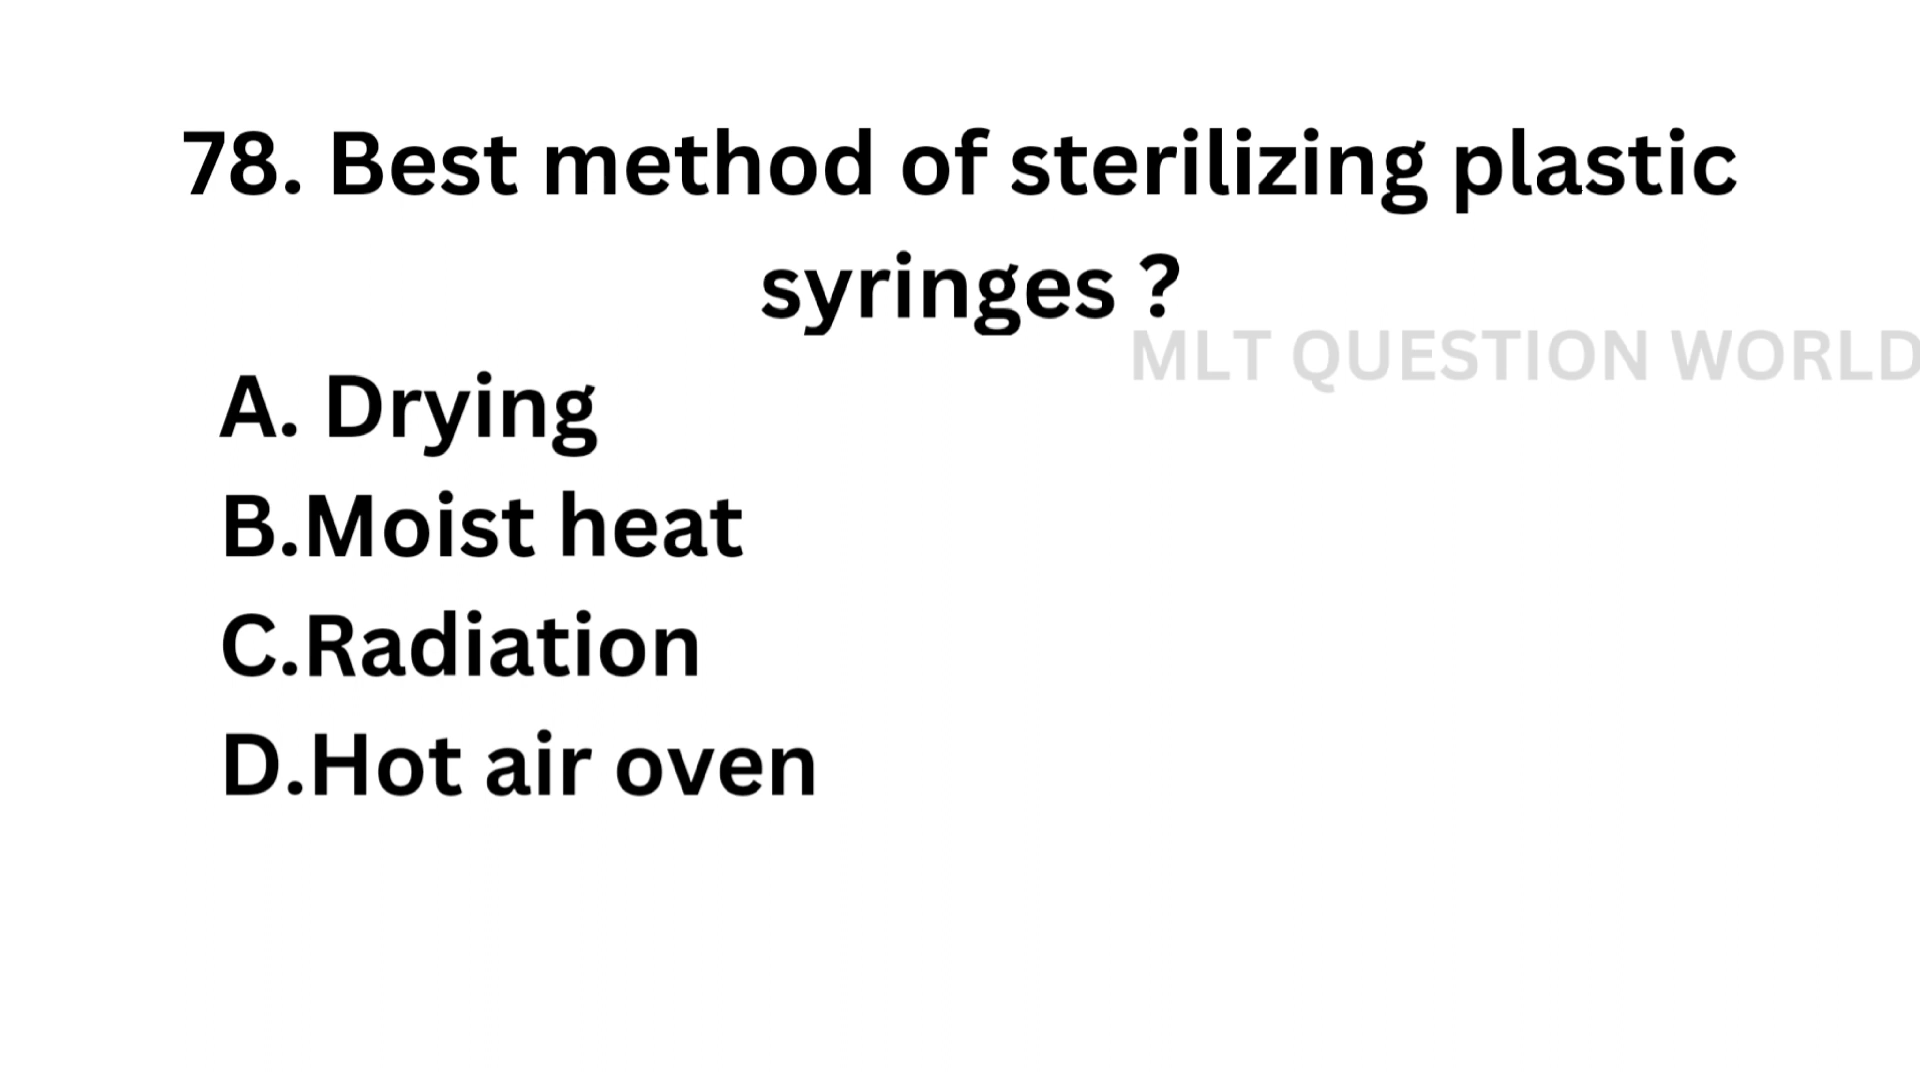 78. Best method of sterilizing plastic
syringes ?
MLT QUESTION WORLD
A. Drying
B.Moist heat
C.Radiation
D.Hot air oven